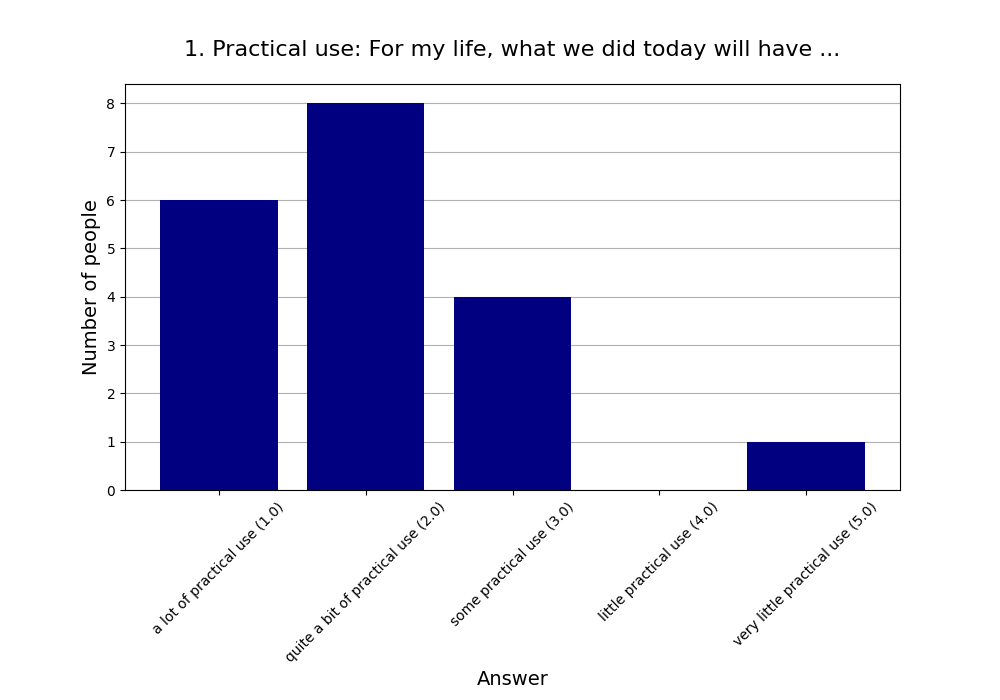 1. Practical use: For my life, what we did today will have ...
Number of people
8
7
6
5
4
3
2
1
0
a lot of practical use (1.0)
quite a bit of practical use (2.0)
some practical use (3.0)
little practical use (4.0)
very little practical use (5.0)
Answer